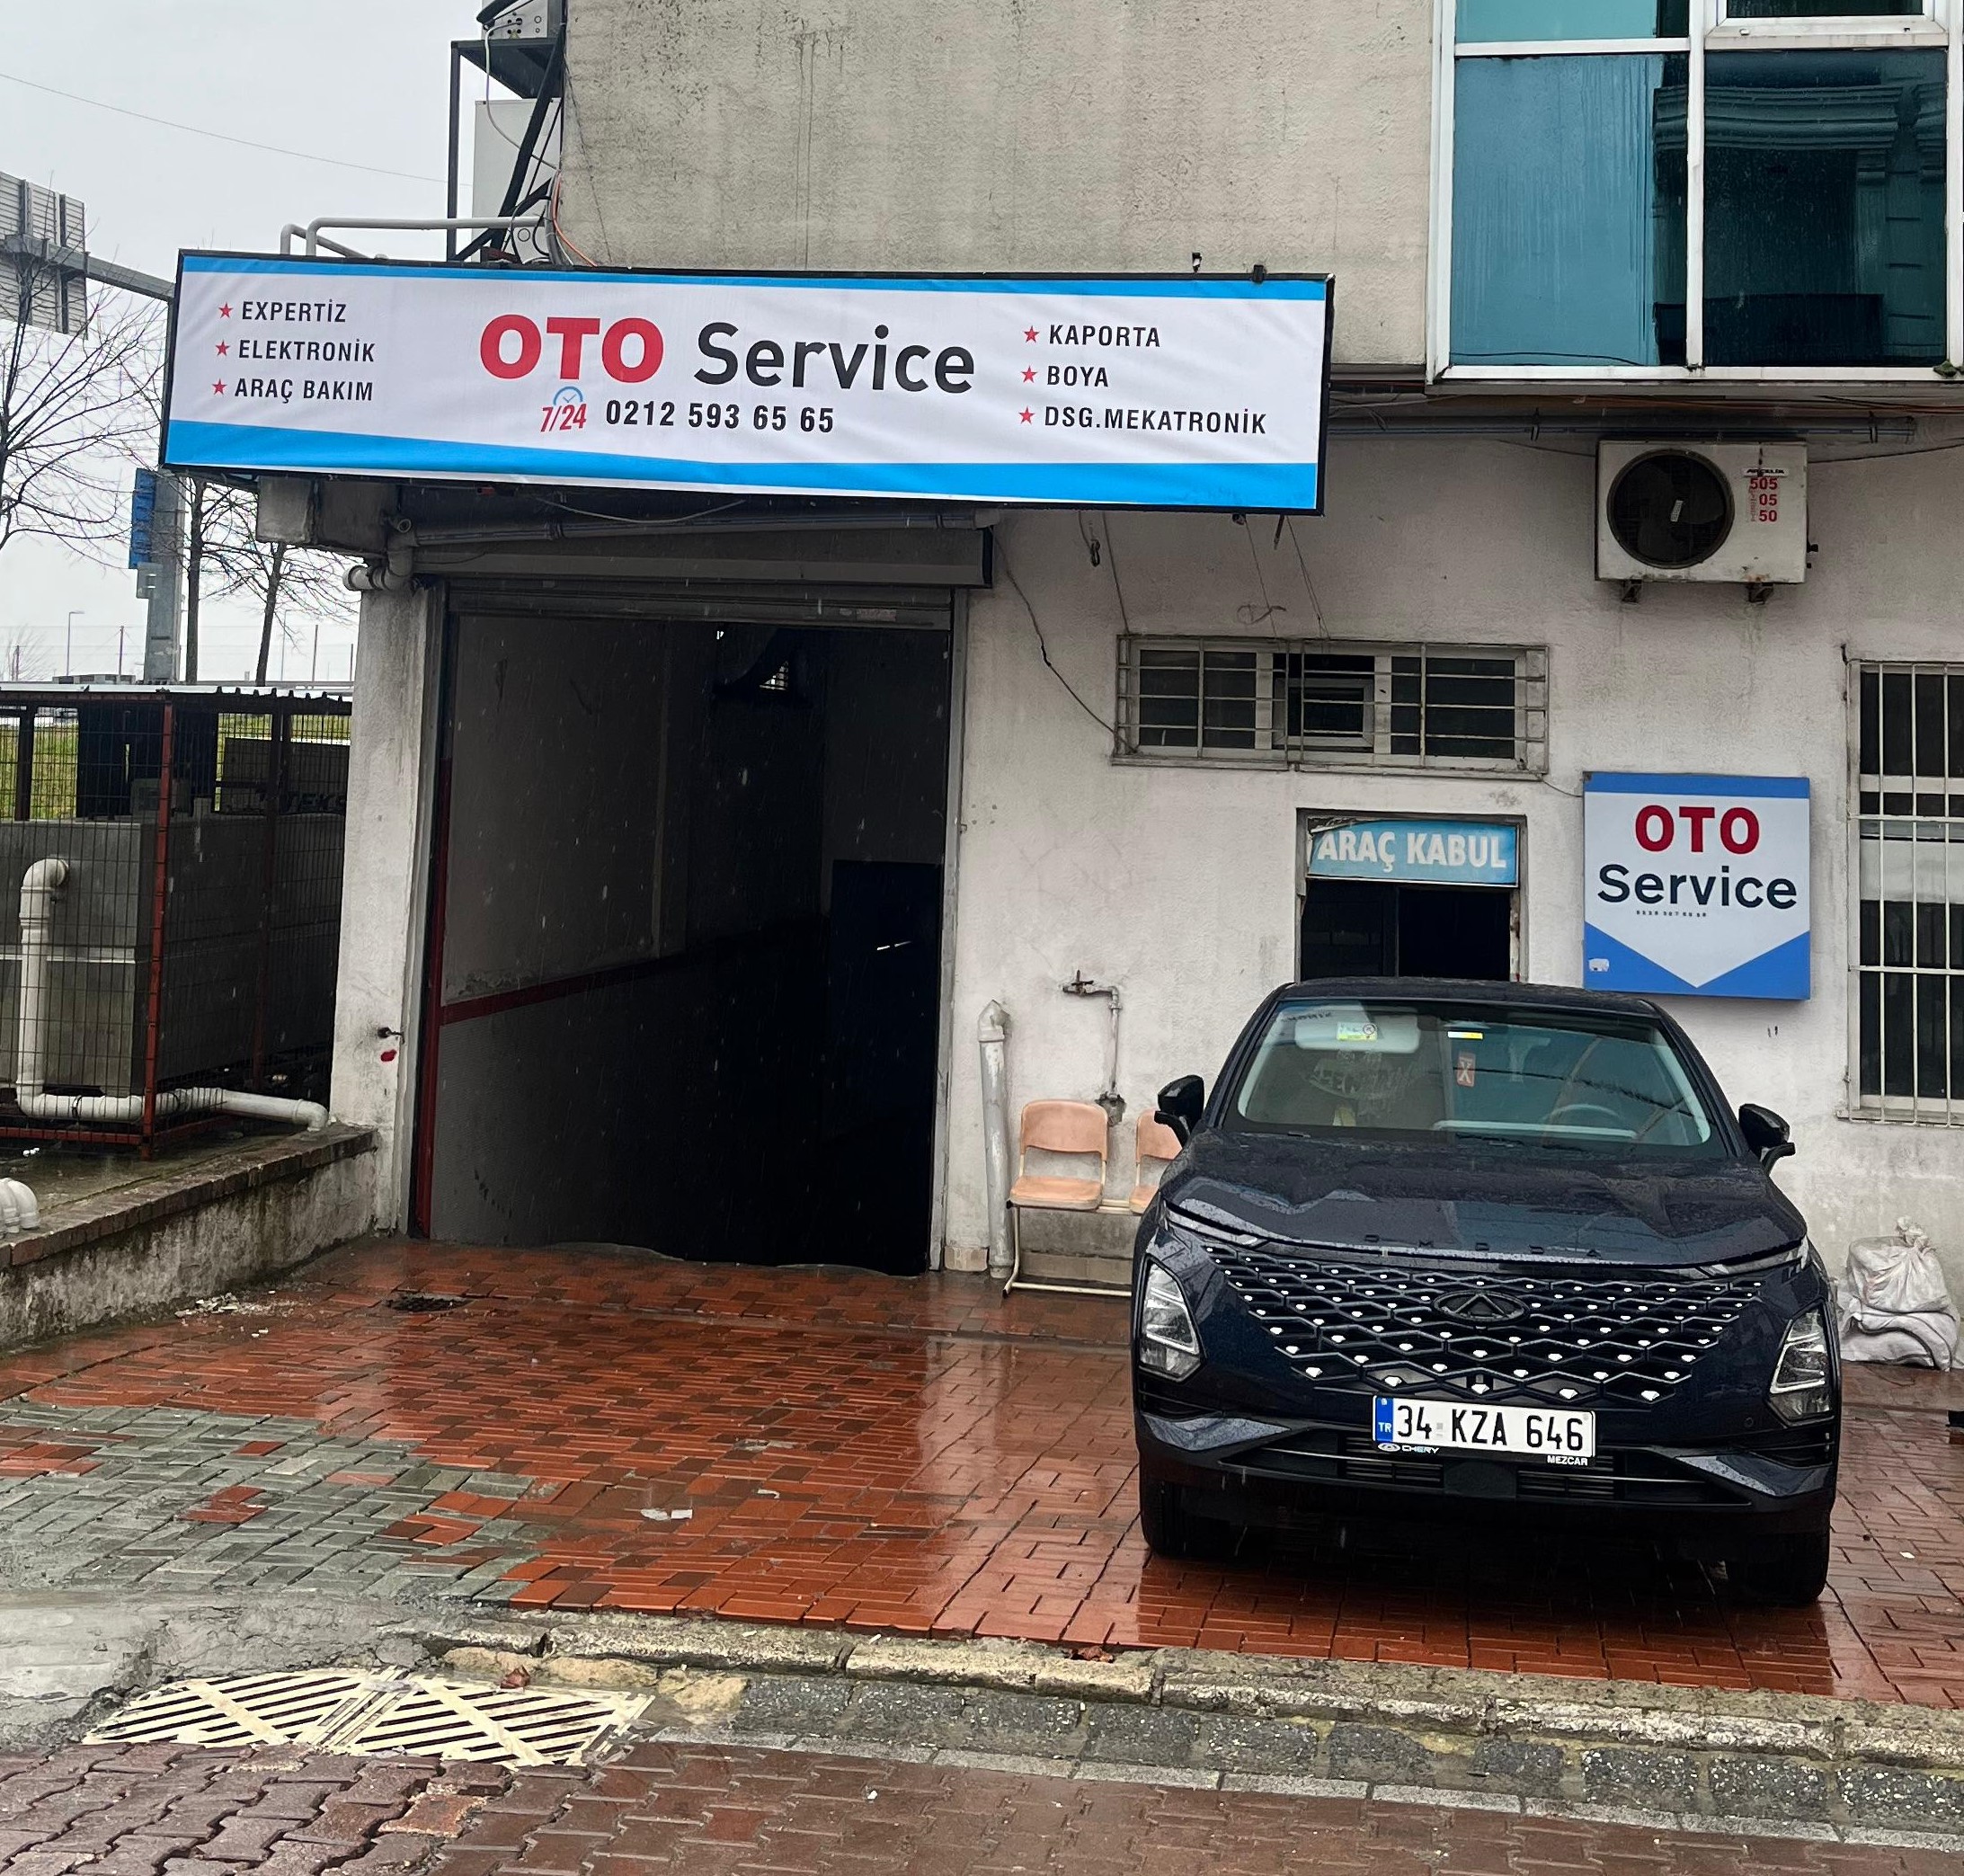 ★ EXPERTİZ
★ ELEKTRONİK
★ ARAÇ BAKIM
OTO Service
7/24 0212 593 65 65
★ KAPORTA
★ BOYA
★ DSG.MEKATRONİK
505
05
50
ARAÇ KABUL
OTO
Service
OMODA
TR 34 KZA 646
CHERY
MEZCAR